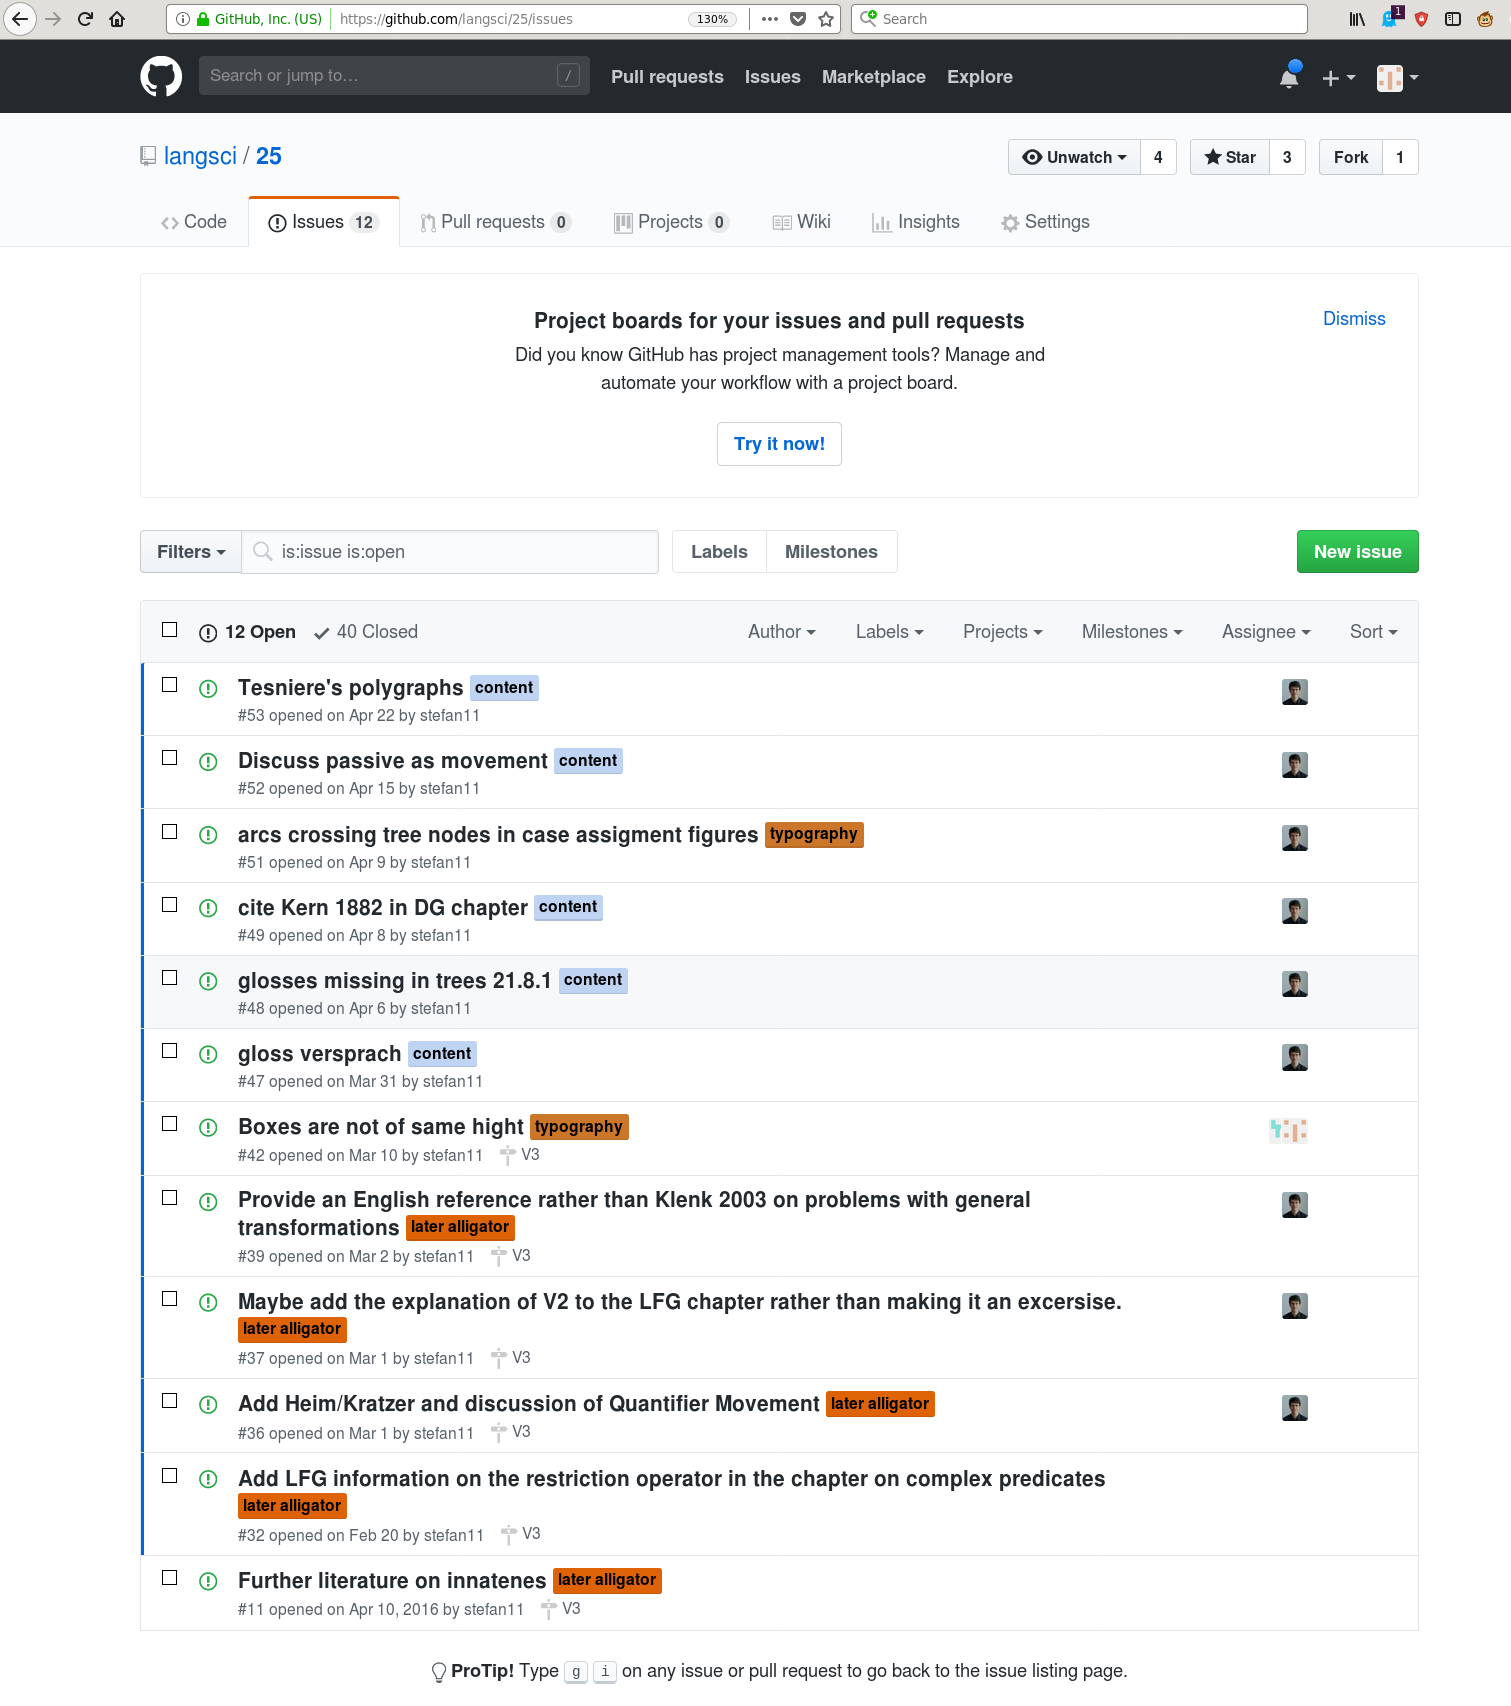 GitHub, Inc. (US) https://github.com/langsci/25/issues 130% Search 1
Search or jump to… / Pull requests Issues Marketplace Explore
langsci / 25 Unwatch 4 Star 3 Fork 1
Code Issues 12 Pull requests 0 Projects 0 Wiki Insights Settings
Project boards for your issues and pull requests Dismiss
Did you know GitHub has project management tools? Manage and
automate your workflow with a project board.
Try it now!
Filters is:issue is:open Labels Milestones New issue
12 Open 40 Closed Author Labels Projects Milestones Assignee Sort
Tesniere's polygraphs content
#53 opened on Apr 22 by stefan11
Discuss passive as movement content
#52 opened on Apr 15 by stefan11
arcs crossing tree nodes in case assigment figures typography
#51 opened on Apr 9 by stefan11
cite Kern 1882 in DG chapter content
#49 opened on Apr 8 by stefan11
glosses missing in trees 21.8.1 content
#48 opened on Apr 6 by stefan11
gloss versprach content
#47 opened on Mar 31 by stefan11
Boxes are not of same hight typography
#42 opened on Mar 10 by stefan11 V3
Provide an English reference rather than Klenk 2003 on problems with general
transformations later alligator
#39 opened on Mar 2 by stefan11 V3
Maybe add the explanation of V2 to the LFG chapter rather than making it an excersise.
later alligator
#37 opened on Mar 1 by stefan11 V3
Add Heim/Kratzer and discussion of Quantifier Movement later alligator
#36 opened on Mar 1 by stefan11 V3
Add LFG information on the restriction operator in the chapter on complex predicates
later alligator
#32 opened on Feb 20 by stefan11 V3
Further literature on innatenes later alligator
#11 opened on Apr 10, 2016 by stefan11 V3
ProTip! Type g i on any issue or pull request to go back to the issue listing page.